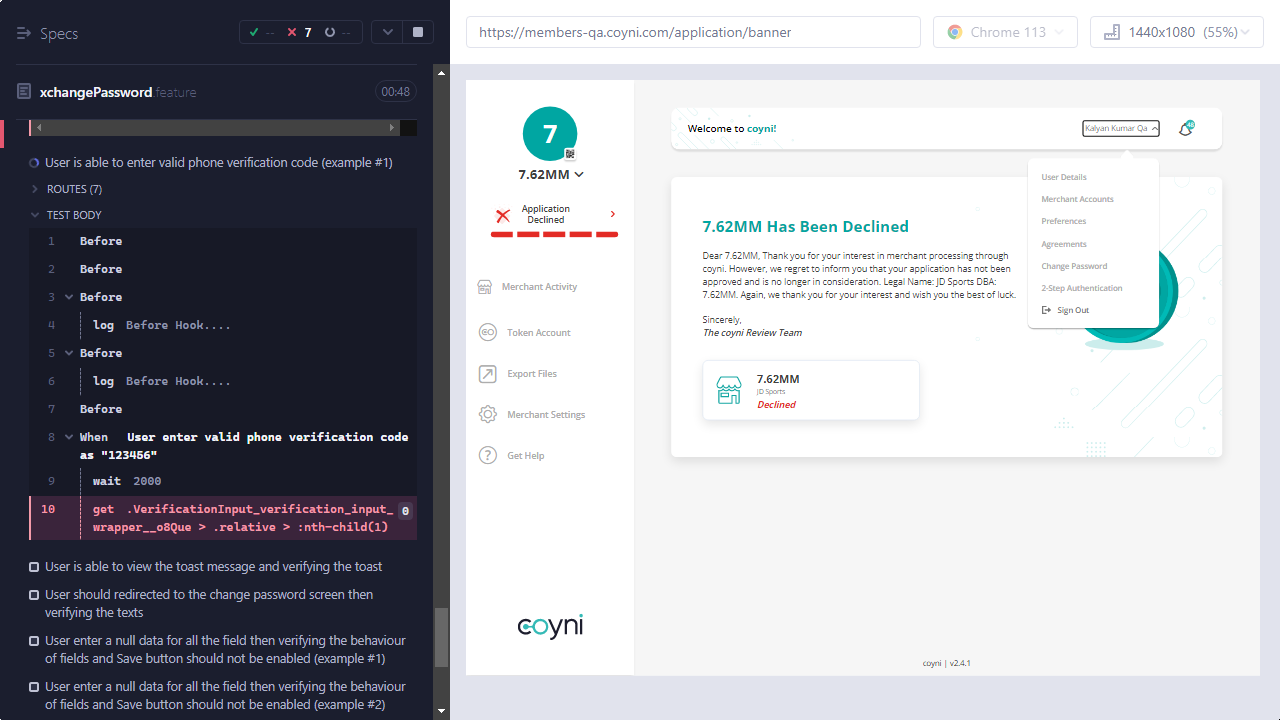 Specs
--
7
--
xchangePassword.feature
00:48
User is able to enter valid phone verification code (example #1)
ROUTES (7)
TEST BODY
1 Before
2 Before
3 Before
4 log Before Hook....
5 Before
6 log Before Hook....
7 Before
8 When User enter valid phone verification code
as "123456"
9 wait 2000
10 get .VerificationInput_verification_input_
wrapper__o8Que > .relative > :nth-child(1)
0
User is able to view the toast message and verifying the toast
User should redirected to the change password screen then
verifying the texts
User enter a null data for all the field then verifying the behaviour
of fields and Save button should not be enabled (example #1)
User enter a null data for all the field then verifying the behaviour
of fields and Save button should not be enabled (example #2)
https://members-qa.coyni.com/application/banner
Chrome 113
1440x1080 (55%)
7
7.62MM
Application
Declined
Merchant Activity
Token Account
Export Files
Merchant Settings
Get Help
coyni
Welcome to coyni!
Kalyan Kumar Qa
User Details
Merchant Accounts
Preferences
Agreements
Change Password
2-Step Authentication
Sign Out
7.62MM Has Been Declined
Dear 7.62MM, Thank you for your interest in merchant processing through
coyni. However, we regret to inform you that your application has not been
approved and is no longer in consideration. Legal Name: JD Sports DBA:
7.62MM. Again, we thank you for your interest and wish you the best of luck.
Sincerely,
The coyni Review Team
7.62MM
JD Sports
Declined
coyni | v2.4.1